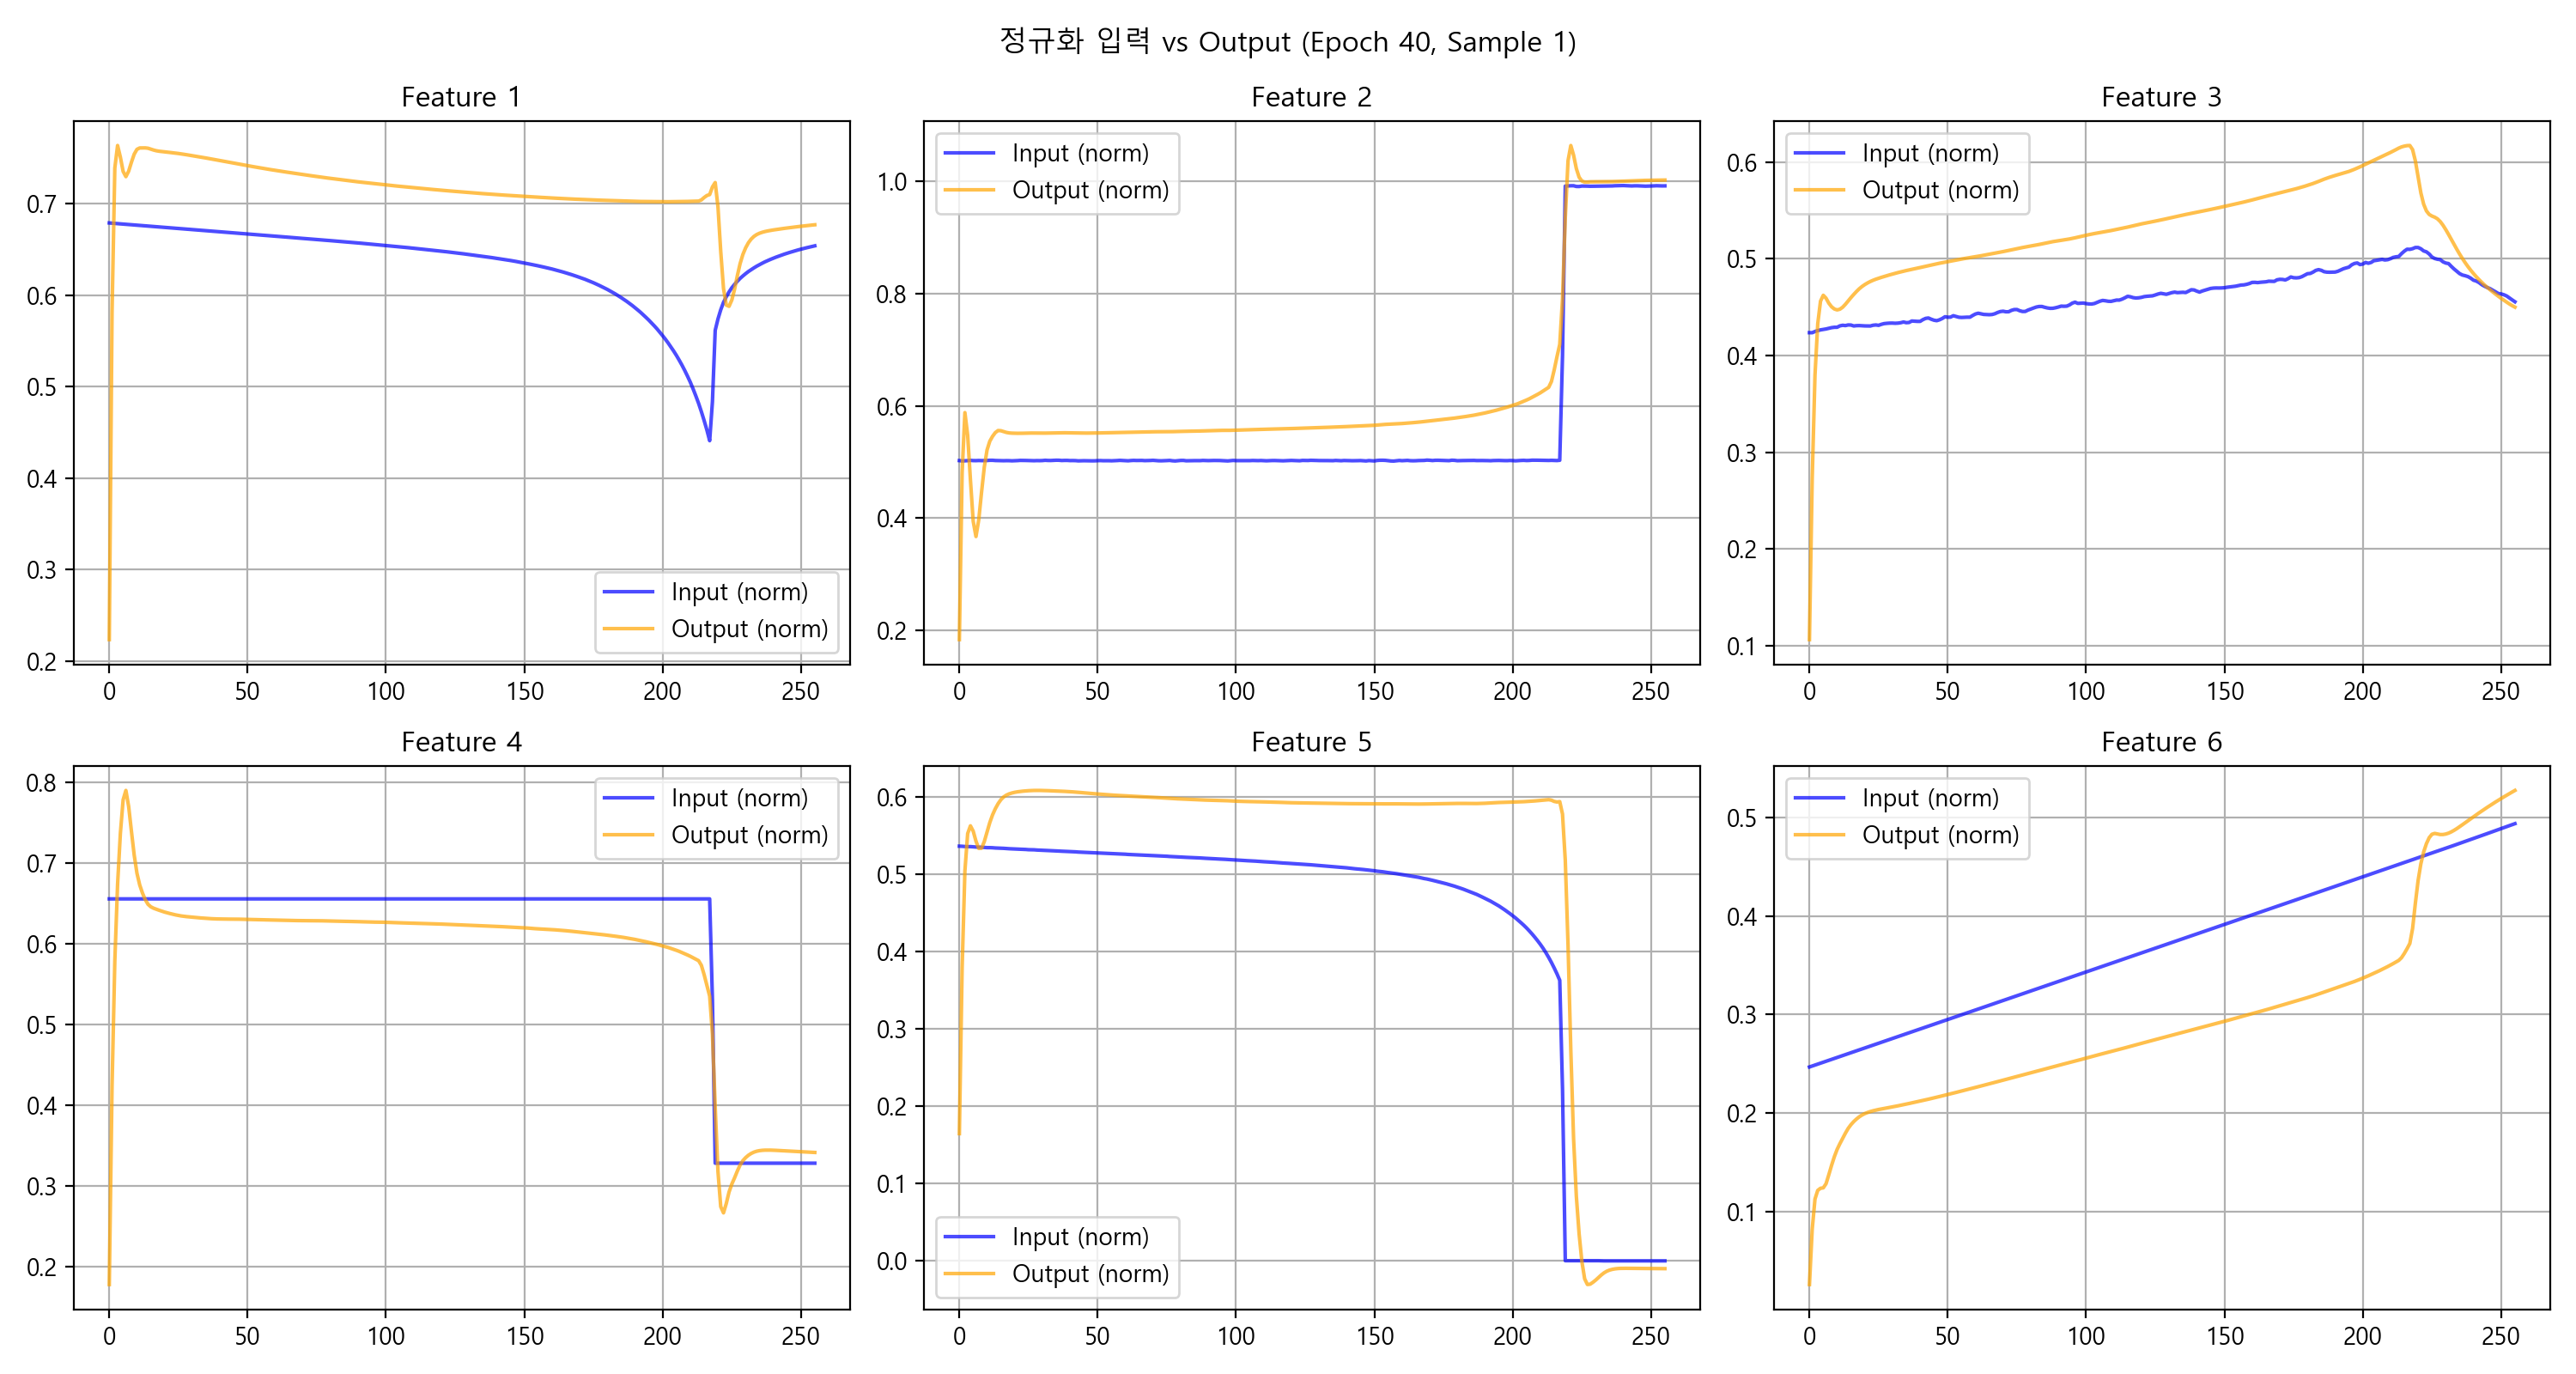 정규화 입력 vs Output (Epoch 40, Sample 1)
Feature 1
0.7
0.6
0.5
0.4
0.3
0.2
0 50 100 150 200 250
Input (norm)
Output (norm)
Feature 2
1.0
0.8
0.6
0.4
0.2
0 50 100 150 200 250
Input (norm)
Output (norm)
Feature 3
0.6
0.5
0.4
0.3
0.2
0.1
0 50 100 150 200 250
Input (norm)
Output (norm)
Feature 4
0.8
0.7
0.6
0.5
0.4
0.3
0.2
0 50 100 150 200 250
Input (norm)
Output (norm)
Feature 5
0.6
0.5
0.4
0.3
0.2
0.1
0.0
0 50 100 150 200 250
Input (norm)
Output (norm)
Feature 6
0.5
0.4
0.3
0.2
0.1
0 50 100 150 200 250
Input (norm)
Output (norm)